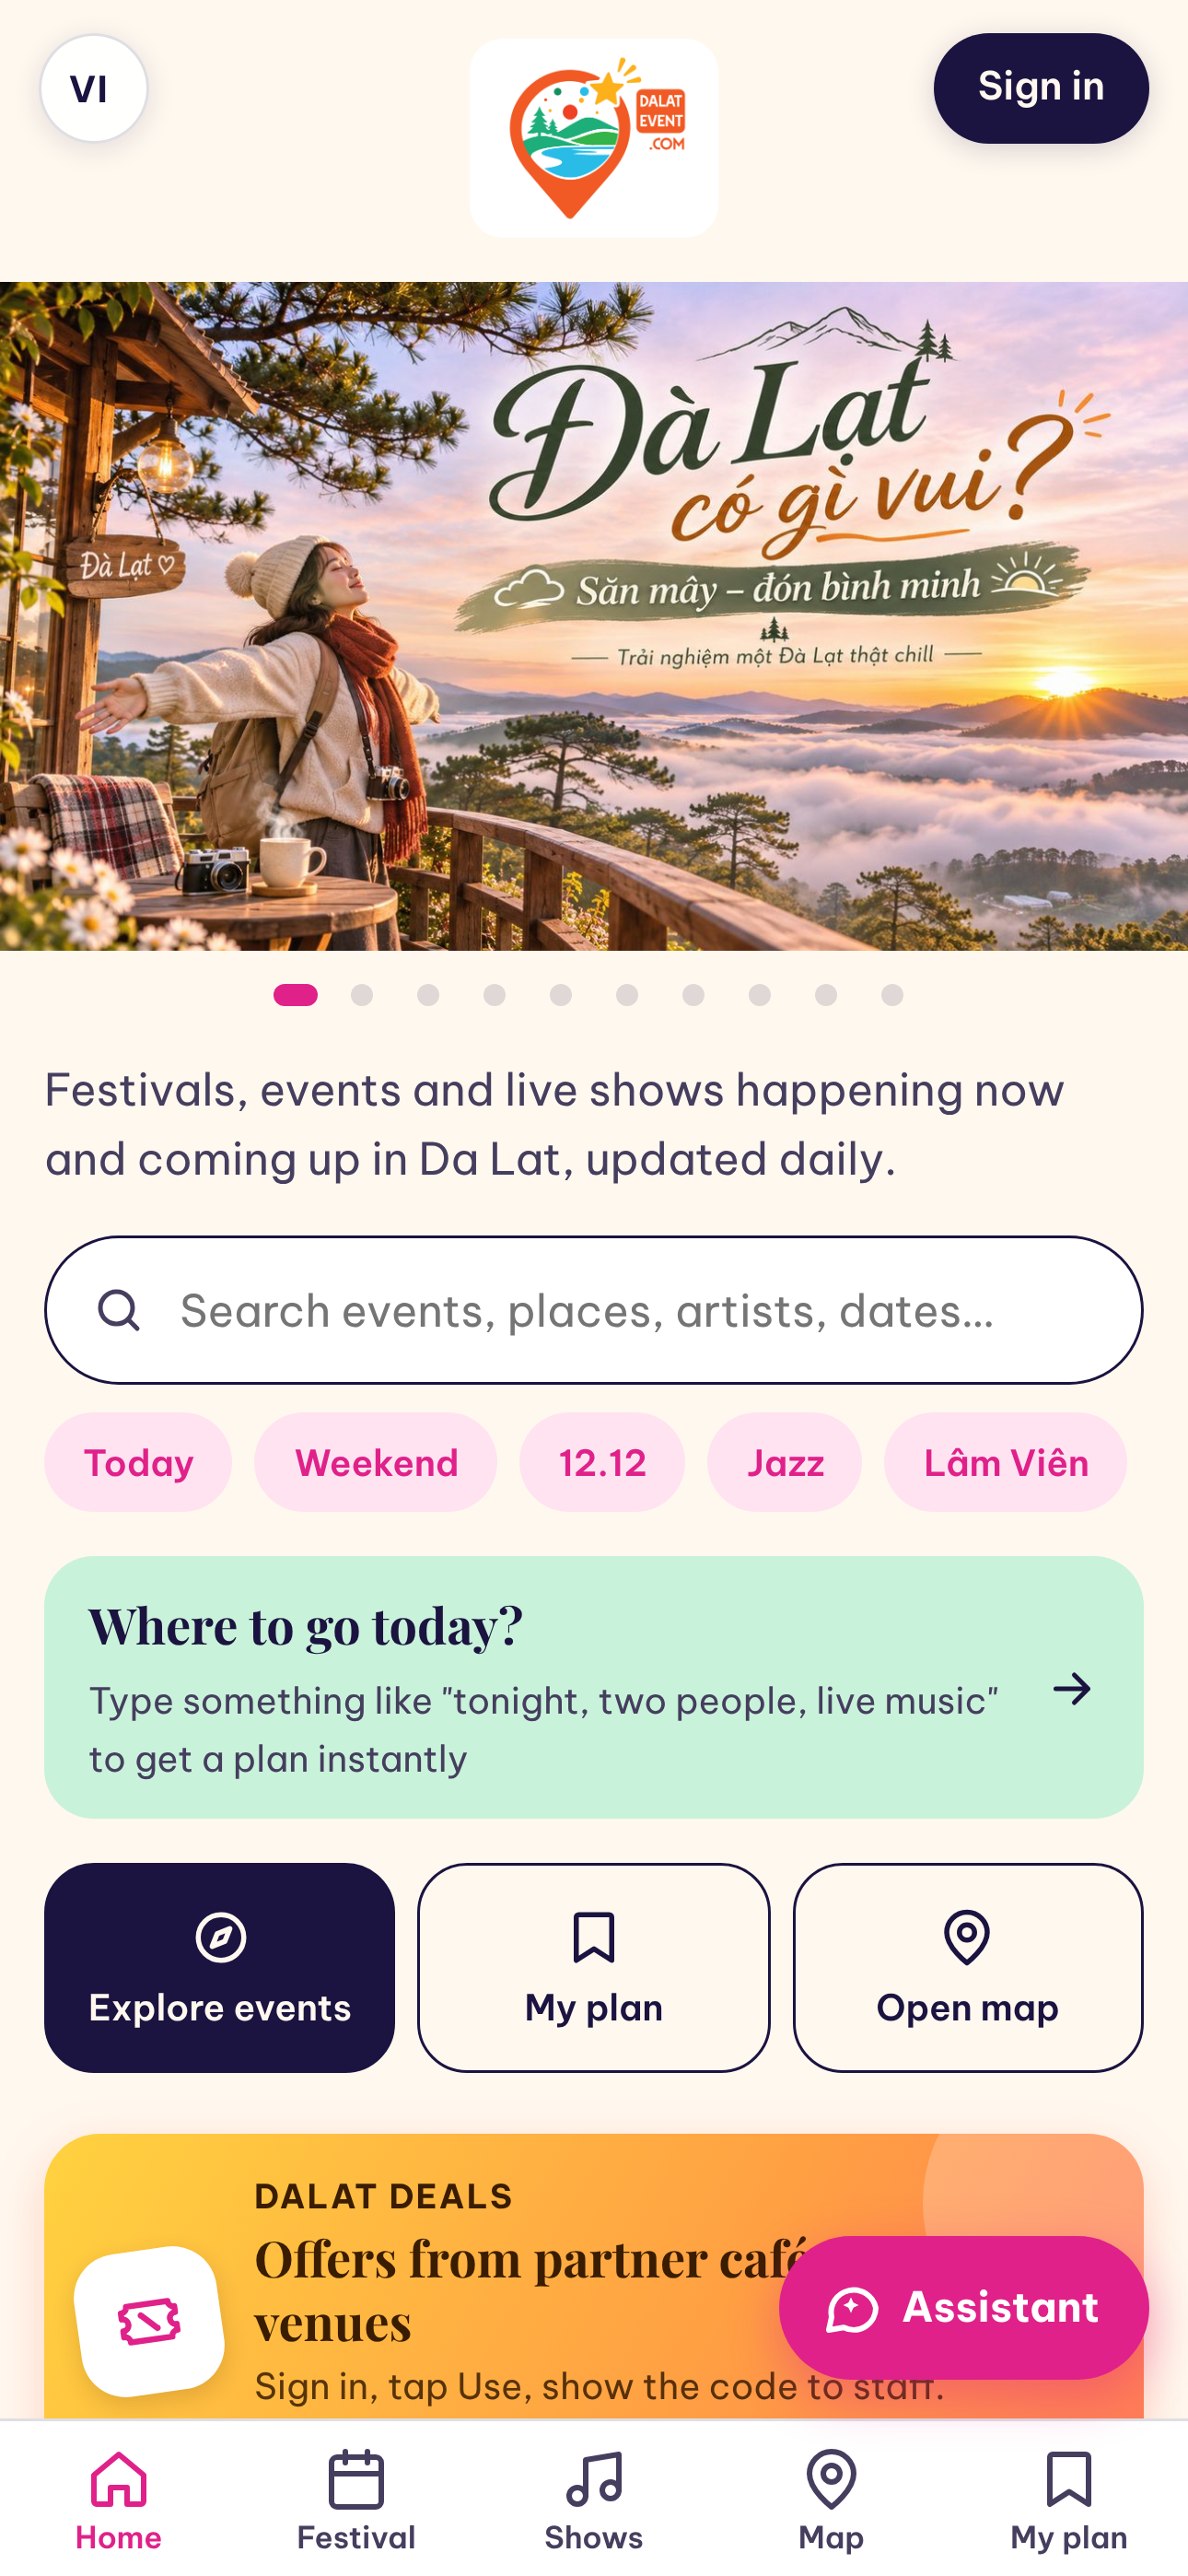 VI
DALAT
EVENT
.COM
Sign in
Đà Lạt
có gì vui?
Đà Lạt ♡
Săn mây – đón bình minh
Trải nghiệm một Đà Lạt thật chill
Festivals, events and live shows happening now
and coming up in Da Lat, updated daily.
Search events, places, artists, dates...
Today
Weekend
12.12
Jazz
Lâm Viên
Where to go today?
Type something like "tonight, two people, live music"
to get a plan instantly
Explore events
My plan
Open map
DALAT DEALS
Offers from partner
venues
Assistant
Sign in, tap Use, show the code to staff.
Home
Festival
Shows
Map
My plan